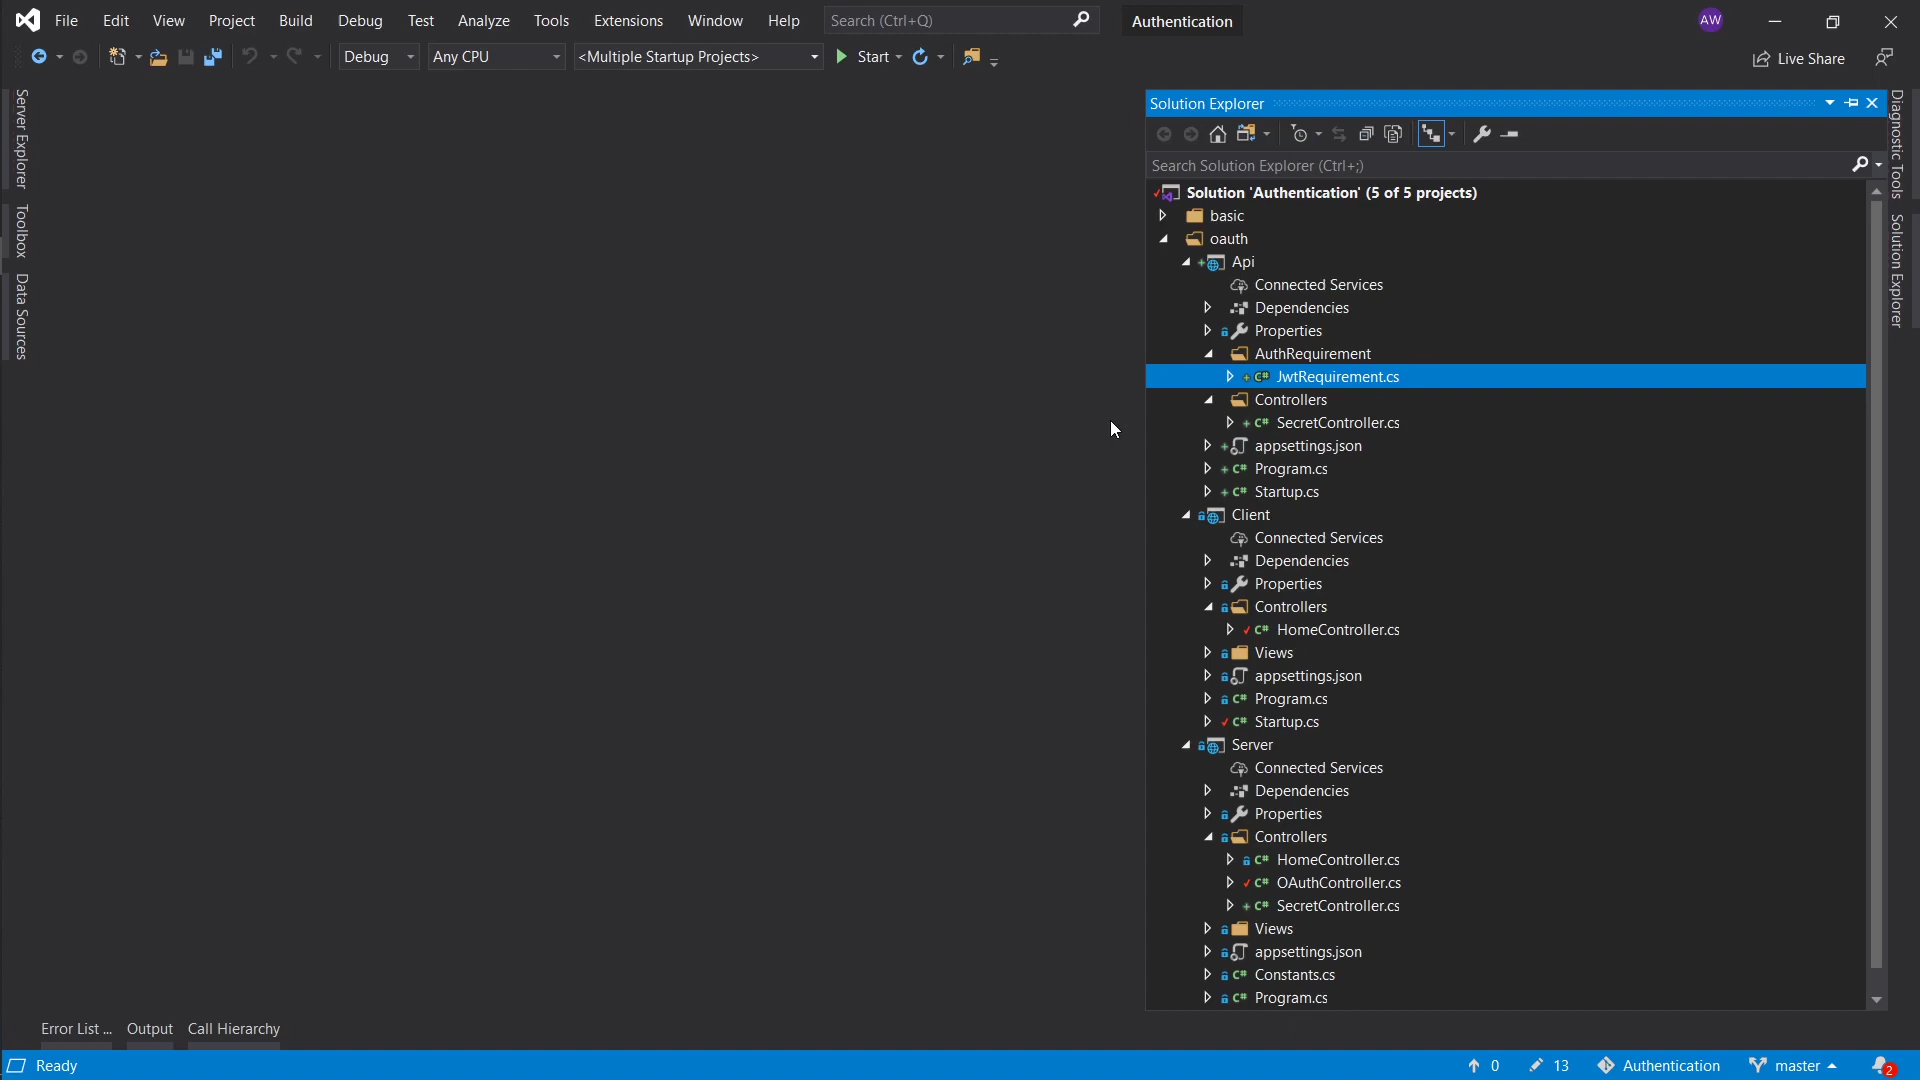 File Edit View Project Build Debug Test Analyze Tools Extensions Window Help Search (Ctrl+Q) Authentication AW
Debug Any CPU <Multiple Startup Projects> Start Live Share
Server Explorer
Toolbox
Data Sources
Solution Explorer
Search Solution Explorer (Ctrl+;)
Solution 'Authentication' (5 of 5 projects)
basic
oauth
Api
Connected Services
Dependencies
Properties
AuthRequirement
C# JwtRequirement.cs
Controllers
C# SecretController.cs
appsettings.json
C# Program.cs
C# Startup.cs
Client
Connected Services
Dependencies
Properties
Controllers
C# HomeController.cs
Views
appsettings.json
C# Program.cs
C# Startup.cs
Server
Connected Services
Dependencies
Properties
Controllers
C# HomeController.cs
C# OAuthController.cs
C# SecretController.cs
Views
appsettings.json
C# Constants.cs
C# Program.cs
Diagnostic Tools
Solution Explorer
Error List ... Output Call Hierarchy
Ready 0 13 Authentication master 2